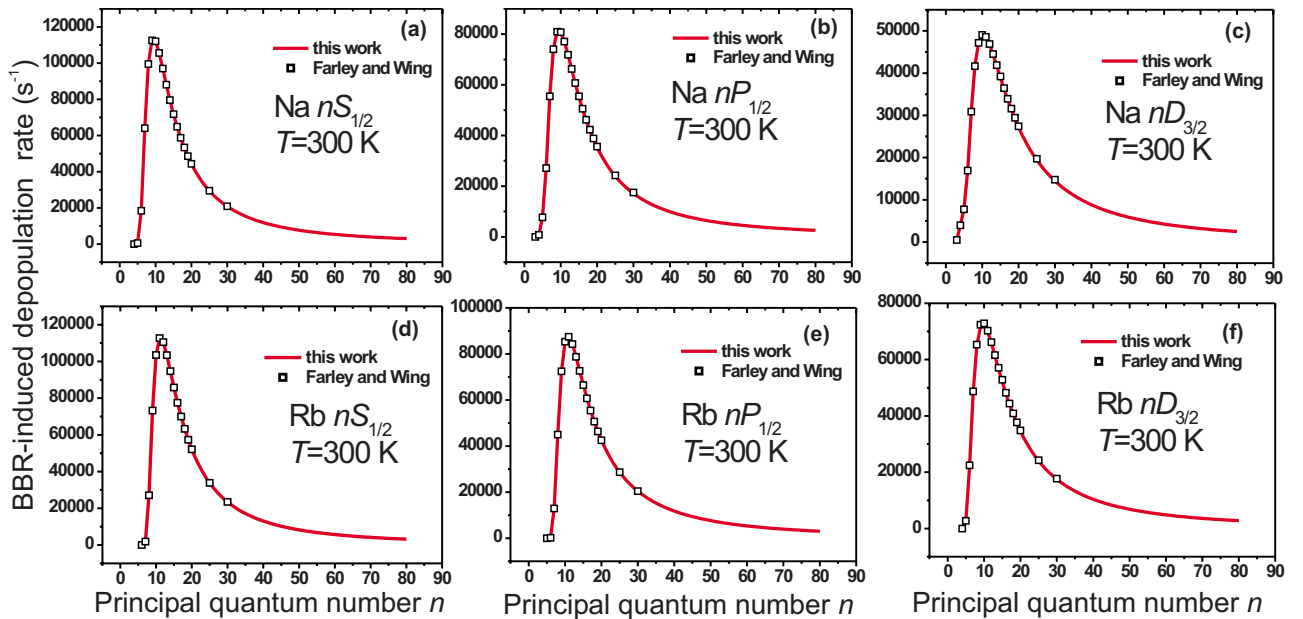 BBR-induced depopulation rate (s⁻¹)
(a)
this work
Farley and Wing
Na nS1/2
T=300 K
120000
100000
80000
60000
40000
20000
0
0 10 20 30 40 50 60 70 80 90
(b)
this work
Farley and Wing
Na nP1/2
T=300 K
80000
60000
40000
20000
0
0 10 20 30 40 50 60 70 80 90
(c)
this work
Farley and Wing
Na nD3/2
T=300 K
50000
40000
30000
20000
10000
0
0 10 20 30 40 50 60 70 80 90
(d)
this work
Farley and Wing
Rb nS1/2
T=300 K
120000
100000
80000
60000
40000
20000
0
0 10 20 30 40 50 60 70 80 90
Principal quantum number n
(e)
this work
Farley and Wing
Rb nP1/2
T=300 K
100000
80000
60000
40000
20000
0
0 10 20 30 40 50 60 70 80 90
Principal quantum number n
(f)
this work
Farley and Wing
Rb nD3/2
T=300 K
80000
60000
40000
20000
0
0 10 20 30 40 50 60 70 80 90
Principal quantum number n